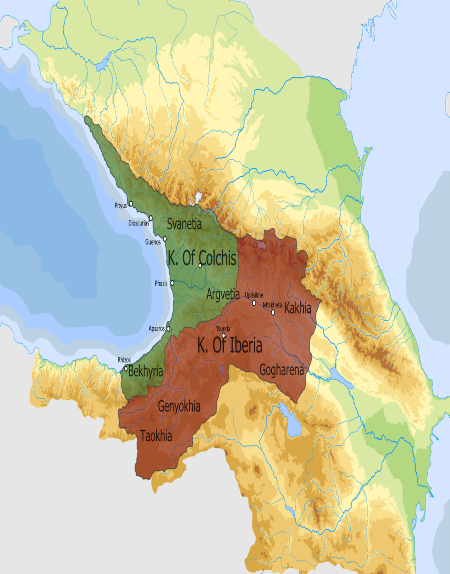 Pityus
Dioscurias
Svanetia
Guenos
K. Of Colchis
Phasis
Argvetia
Uplistikhe
Mtskheta
Kakhia
Apsaros
Tsunda
K. Of Iberia
Rhizos
Bekhyria
Gogharena
Genyokhia
Taokhia